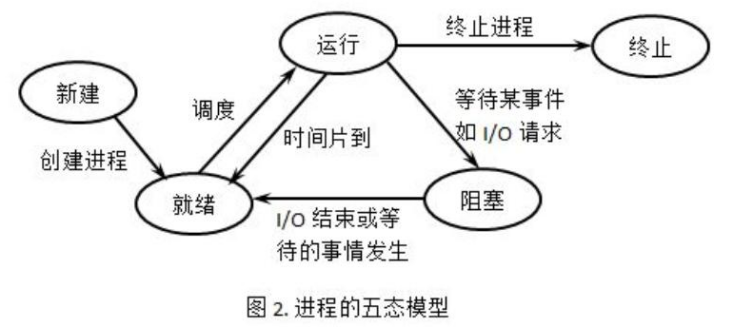 运行
终止进程
终止
新建
调度
等待某事件
如 I/O 请求
时间片到
创建进程
就绪
阻塞
I/O 结束或等
待的事情发生
图 2. 进程的五态模型